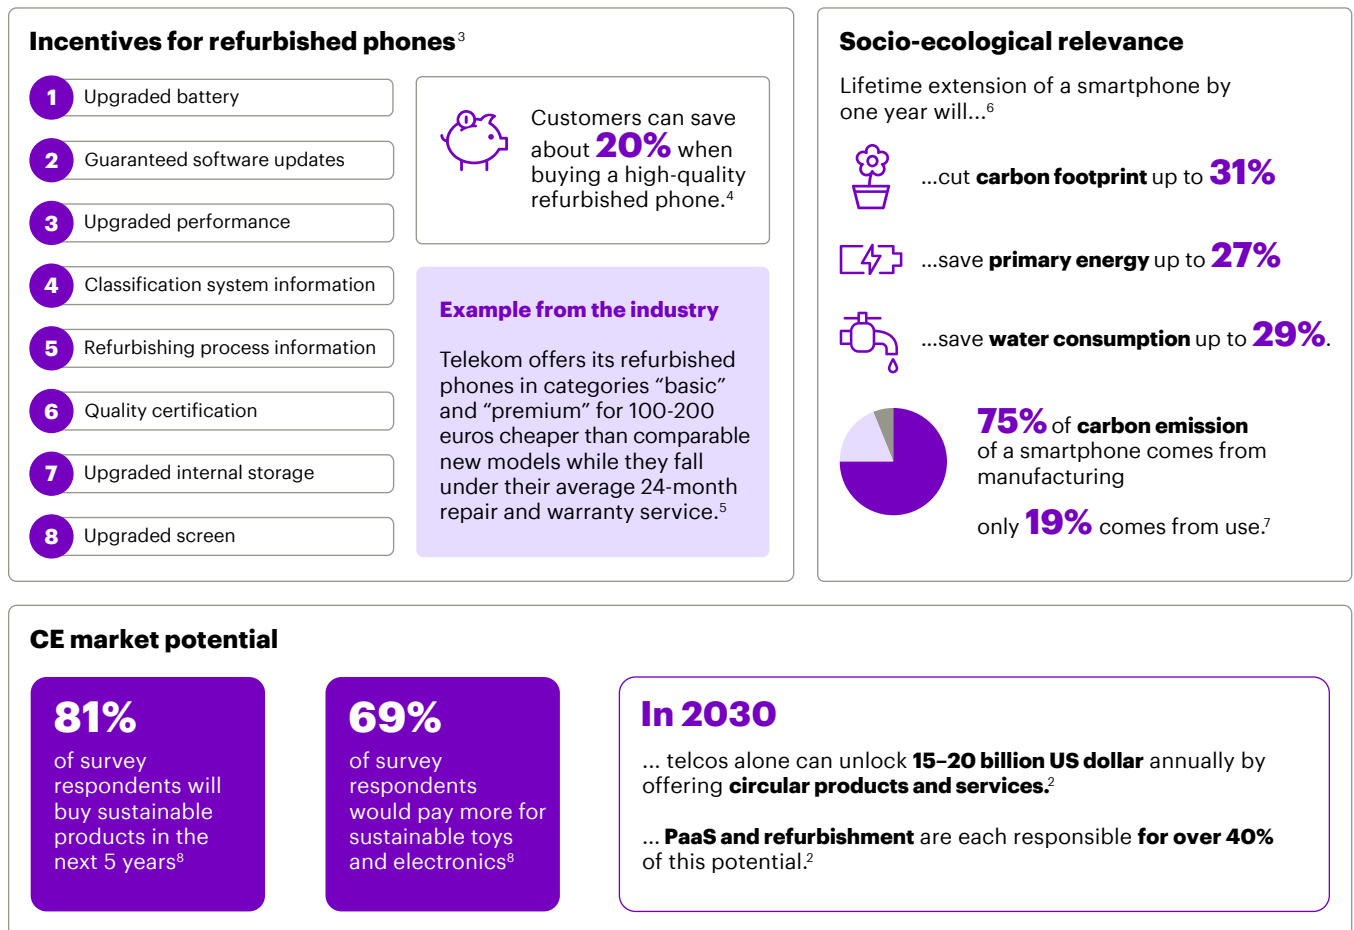 Incentives for refurbished phones³
1 Upgraded battery
2 Guaranteed software updates
3 Upgraded performance
4 Classification system information
5 Refurbishing process information
6 Quality certification
7 Upgraded internal storage
8 Upgraded screen
Customers can save
about 20% when
buying a high-quality
refurbished phone.⁴
Example from the industry
Telekom offers its refurbished
phones in categories “basic”
and “premium” for 100-200
euros cheaper than comparable
new models while they fall
under their average 24-month
repair and warranty service.⁵
Socio-ecological relevance
Lifetime extension of a smartphone by
one year will...⁶
...cut carbon footprint up to 31%
...save primary energy up to 27%
...save water consumption up to 29%.
75% of carbon emission
of a smartphone comes from
manufacturing
only 19% comes from use.⁷
CE market potential
81%
of survey
respondents will
buy sustainable
products in the
next 5 years⁸
69%
of survey
respondents
would pay more for
sustainable toys
and electronics⁸
In 2030
... telcos alone can unlock 15–20 billion US dollar annually by
offering circular products and services.²
... PaaS and refurbishment are each responsible for over 40%
of this potential.²